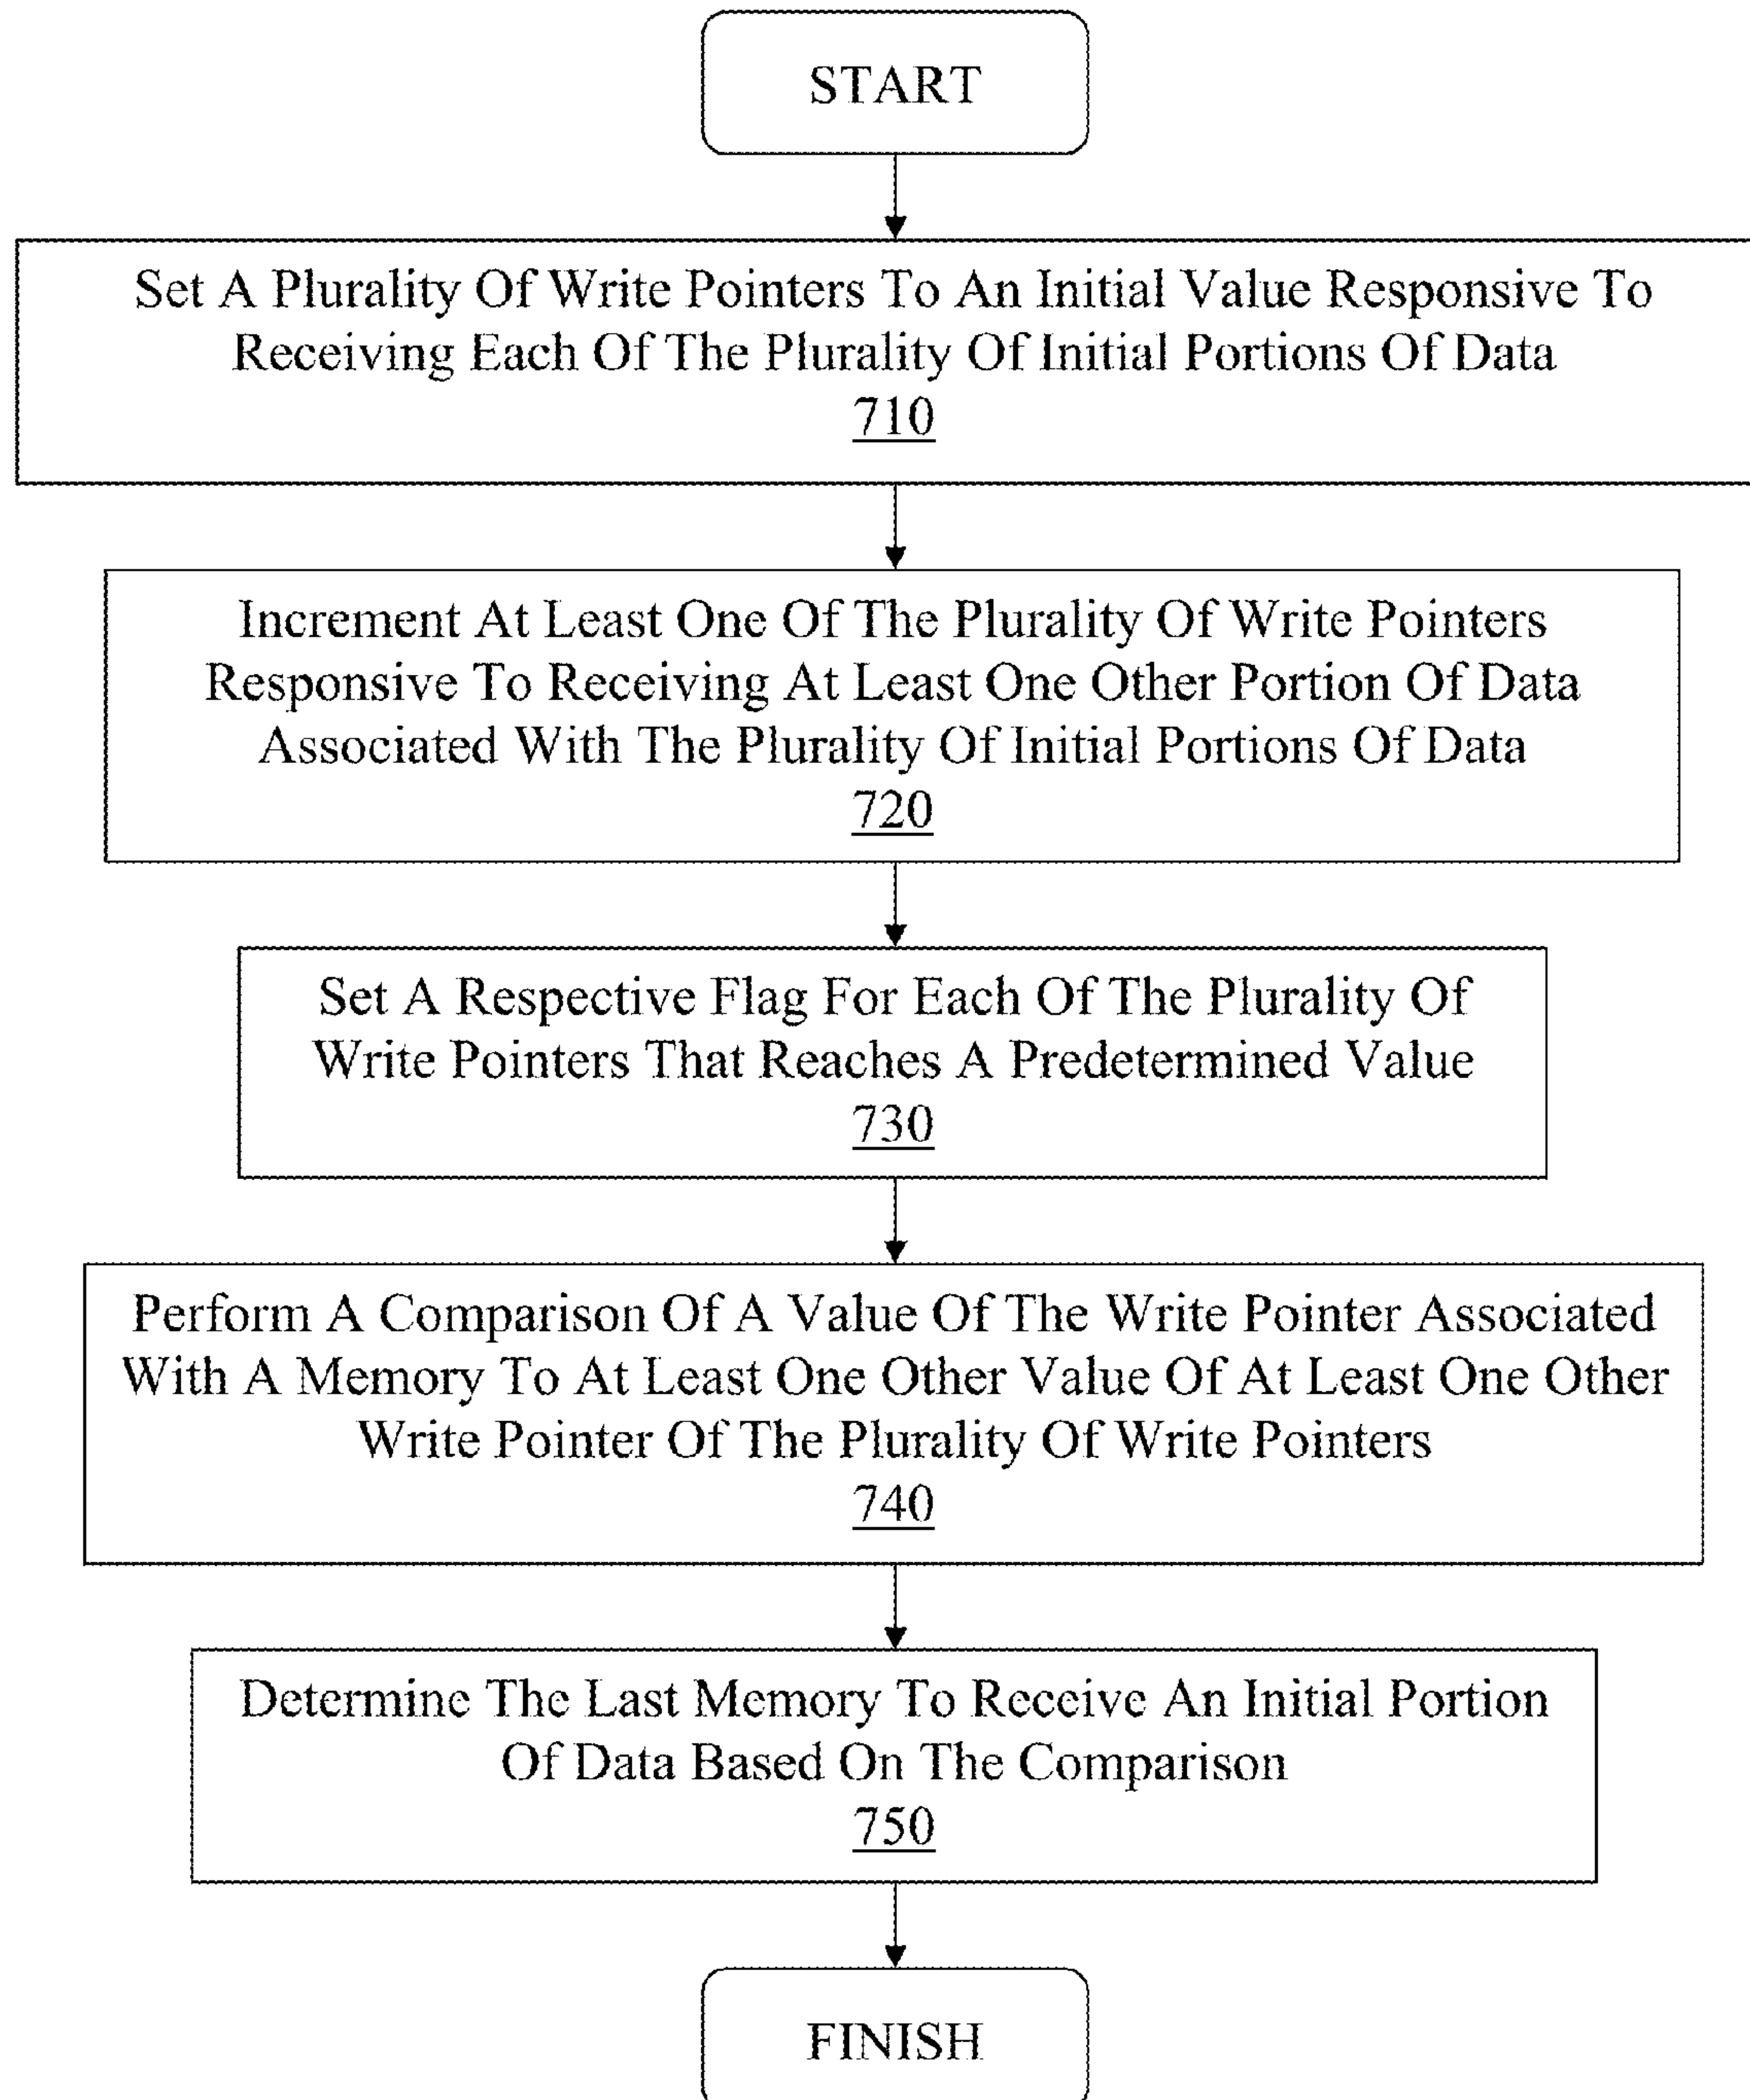 START
Set A Plurality Of Write Pointers To An Initial Value Responsive To
Receiving Each Of The Plurality Of Initial Portions Of Data
710
Increment At Least One Of The Plurality Of Write Pointers
Responsive To Receiving At Least One Other Portion Of Data
Associated With The Plurality Of Initial Portions Of Data
720
Set A Respective Flag For Each Of The Plurality Of
Write Pointers That Reaches A Predetermined Value
730
Perform A Comparison Of A Value Of The Write Pointer Associated
With A Memory To At Least One Other Value Of At Least One Other
Write Pointer Of The Plurality Of Write Pointers
740
Determine The Last Memory To Receive An Initial Portion
Of Data Based On The Comparison
750
FINISH